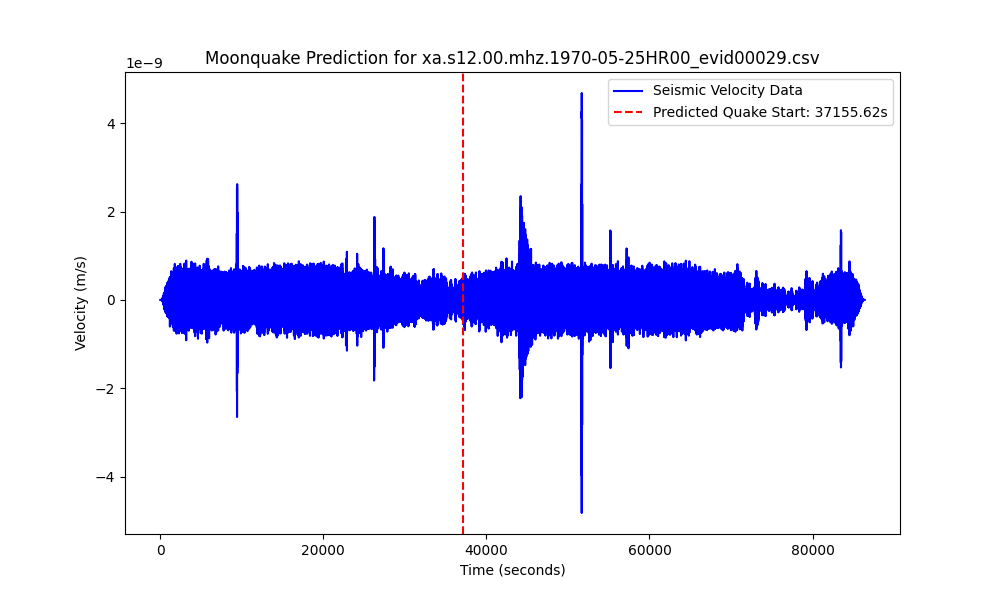 Moonquake Prediction for xa.s12.00.mhz.1970-05-25HR00_evid00029.csv
1e−9
Seismic Velocity Data
Predicted Quake Start: 37155.62s
4
2
0
−2
−4
Velocity (m/s)
0 20000 40000 60000 80000
Time (seconds)